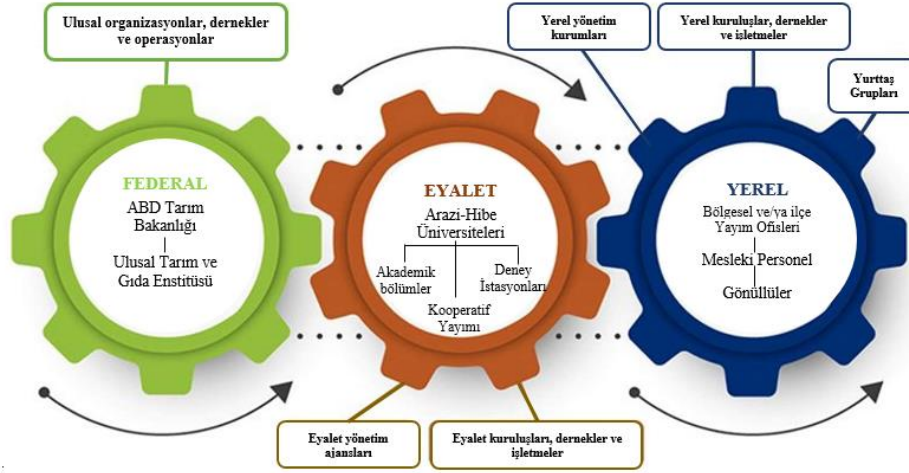 Ulusal organizasyonlar, dernekler
ve operasyonlar
Yerel yönetim
kurumları
Yerel kuruluşlar, dernekler
ve işletmeler
Yurttaş
Grupları
FEDERAL
ABD Tarım
Bakanlığı
Ulusal Tarım ve
Gıda Enstitüsü
EYALET
Arazi-Hibe
Üniversiteleri
Akademik
bölümler
Deney
İstasyonları
Kooperatif
Yayımı
YEREL
Bölgesel ve/ya ilçe
Yayım Ofisleri
Mesleki Personel
Gönüllüler
Eyalet yönetim
ajansları
Eyalet kuruluşları, dernekler ve
işletmeler